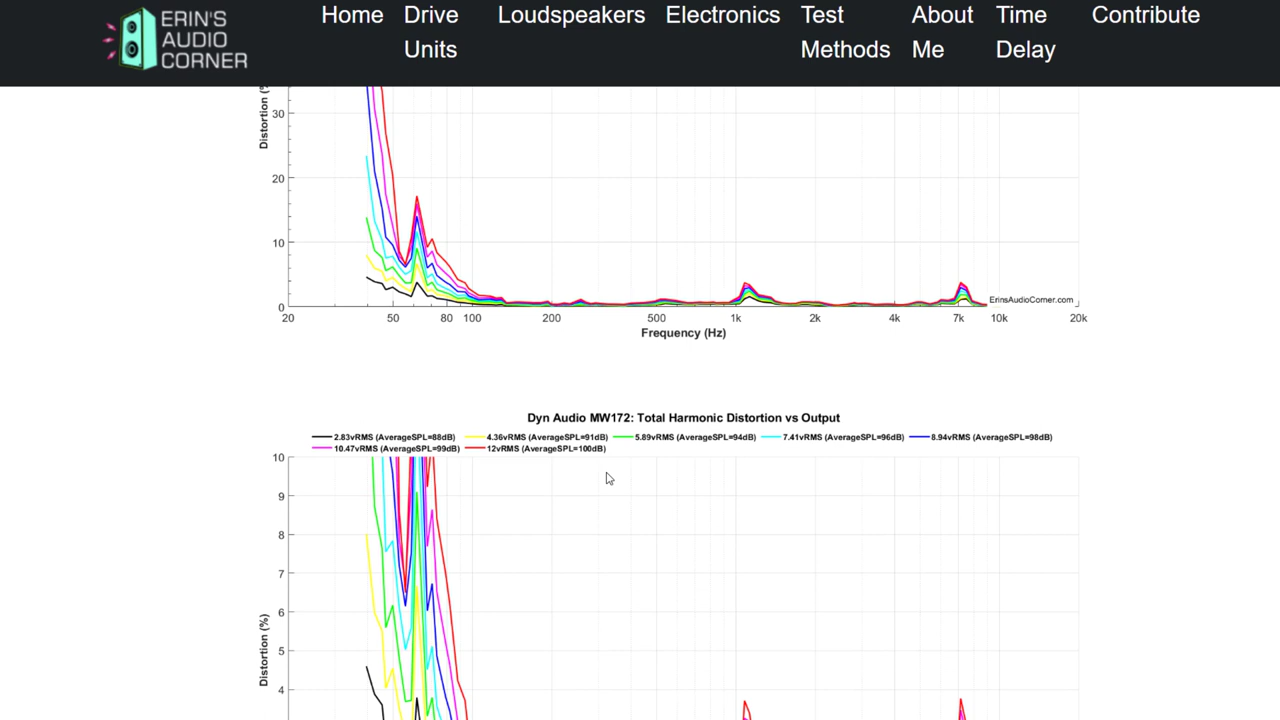 ERIN'S
AUDIO
CORNER
Home
Drive
Units
Loudspeakers
Electronics
Test
Methods
About
Me
Time
Delay
Contribute
Distortion (%
30
20
10
0
ErinsAudioCorner.com
20 50 80 100 200 500 1k 2k 4k 7k 10k 20k
Frequency (Hz)
Dyn Audio MW172: Total Harmonic Distortion vs Output
2.83vRMS (AverageSPL=88dB) 4.36vRMS (AverageSPL=91dB) 5.89vRMS (AverageSPL=94dB) 7.41vRMS (AverageSPL=96dB) 8.94vRMS (AverageSPL=98dB)
10.47vRMS (AverageSPL=99dB) 12vRMS (AverageSPL=100dB)
10
9
8
7
6
5
4
Distortion (%)